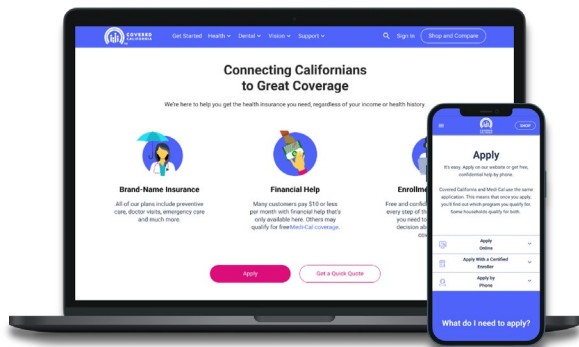 COVERED
CALIFORNIA
Get Started Health Dental Vision Support Sign In Shop and Compare
Connecting Californians
to Great Coverage
We're here to help you get the health insurance you need, regardless of your income or health history.
Brand-Name Insurance
All of our plans include preventive
care, doctor visits, emergency care
and much more.
Financial Help
Many customers pay $10 or less
per month with financial help that's
only available here. Others may
qualify for free Medi-Cal coverage.
Enrollm
Free and confid
every step of th
you need to
decision ab
cov
Apply
Get a Quick Quote
SHOP
Apply
It's easy. Apply on our website or get free,
confidential help by phone.
Covered California and Medi-Cal use the same
application. This means that once you apply
you'll find out which program you qualify for.
Some households qualify for both.
Apply
Online
Apply With a Certified
Enroller
Apply by
Phone
What do I need to apply?